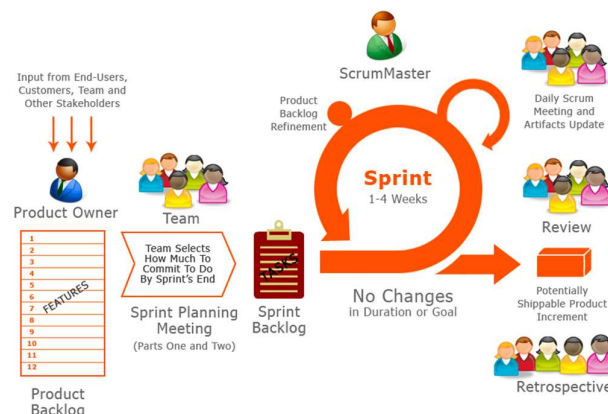 Input from End-Users,
Customers, Team and
Other Stakeholders
Product Owner
1
2
3
4
5
6
7
8
9
10
11
12
FEATURES
Product
Backlog
Team
Team Selects
How Much To
Commit To Do
By Sprint's End
Sprint Planning
Meeting
(Parts One and Two)
TASKS
Sprint
Backlog
ScrumMaster
Product
Backlog
Refinement
Sprint
1-4 Weeks
No Changes
in Duration or Goal
Daily Scrum
Meeting and
Artifacts Update
Review
Potentially
Shippable Product
Increment
Retrospective